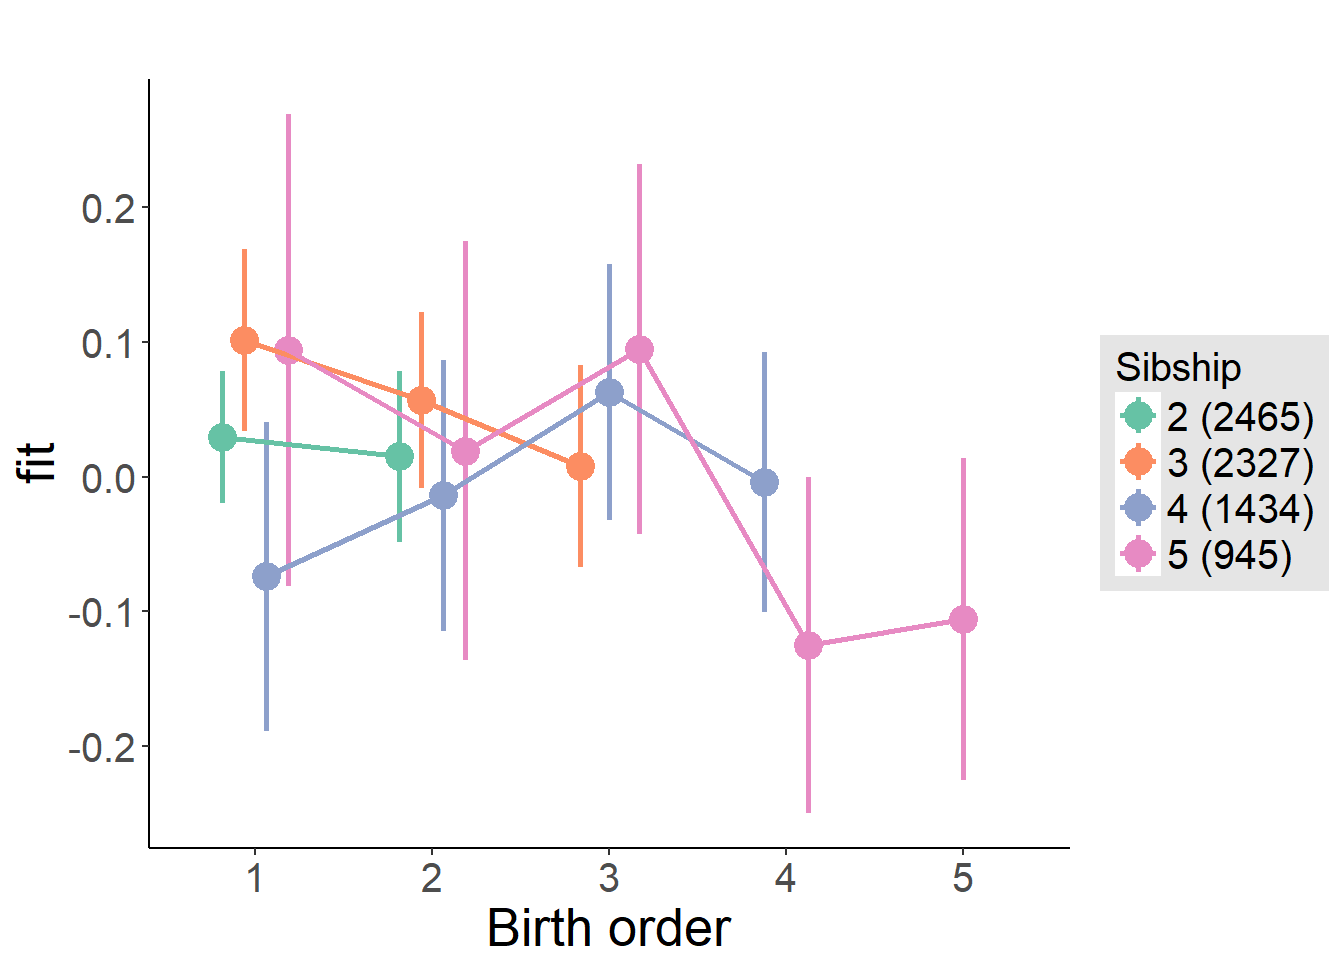 fit
0.2
0.1
0.0
-0.1
-0.2
1 2 3 4 5
Birth order
Sibship
2 (2465)
3 (2327)
4 (1434)
5 (945)